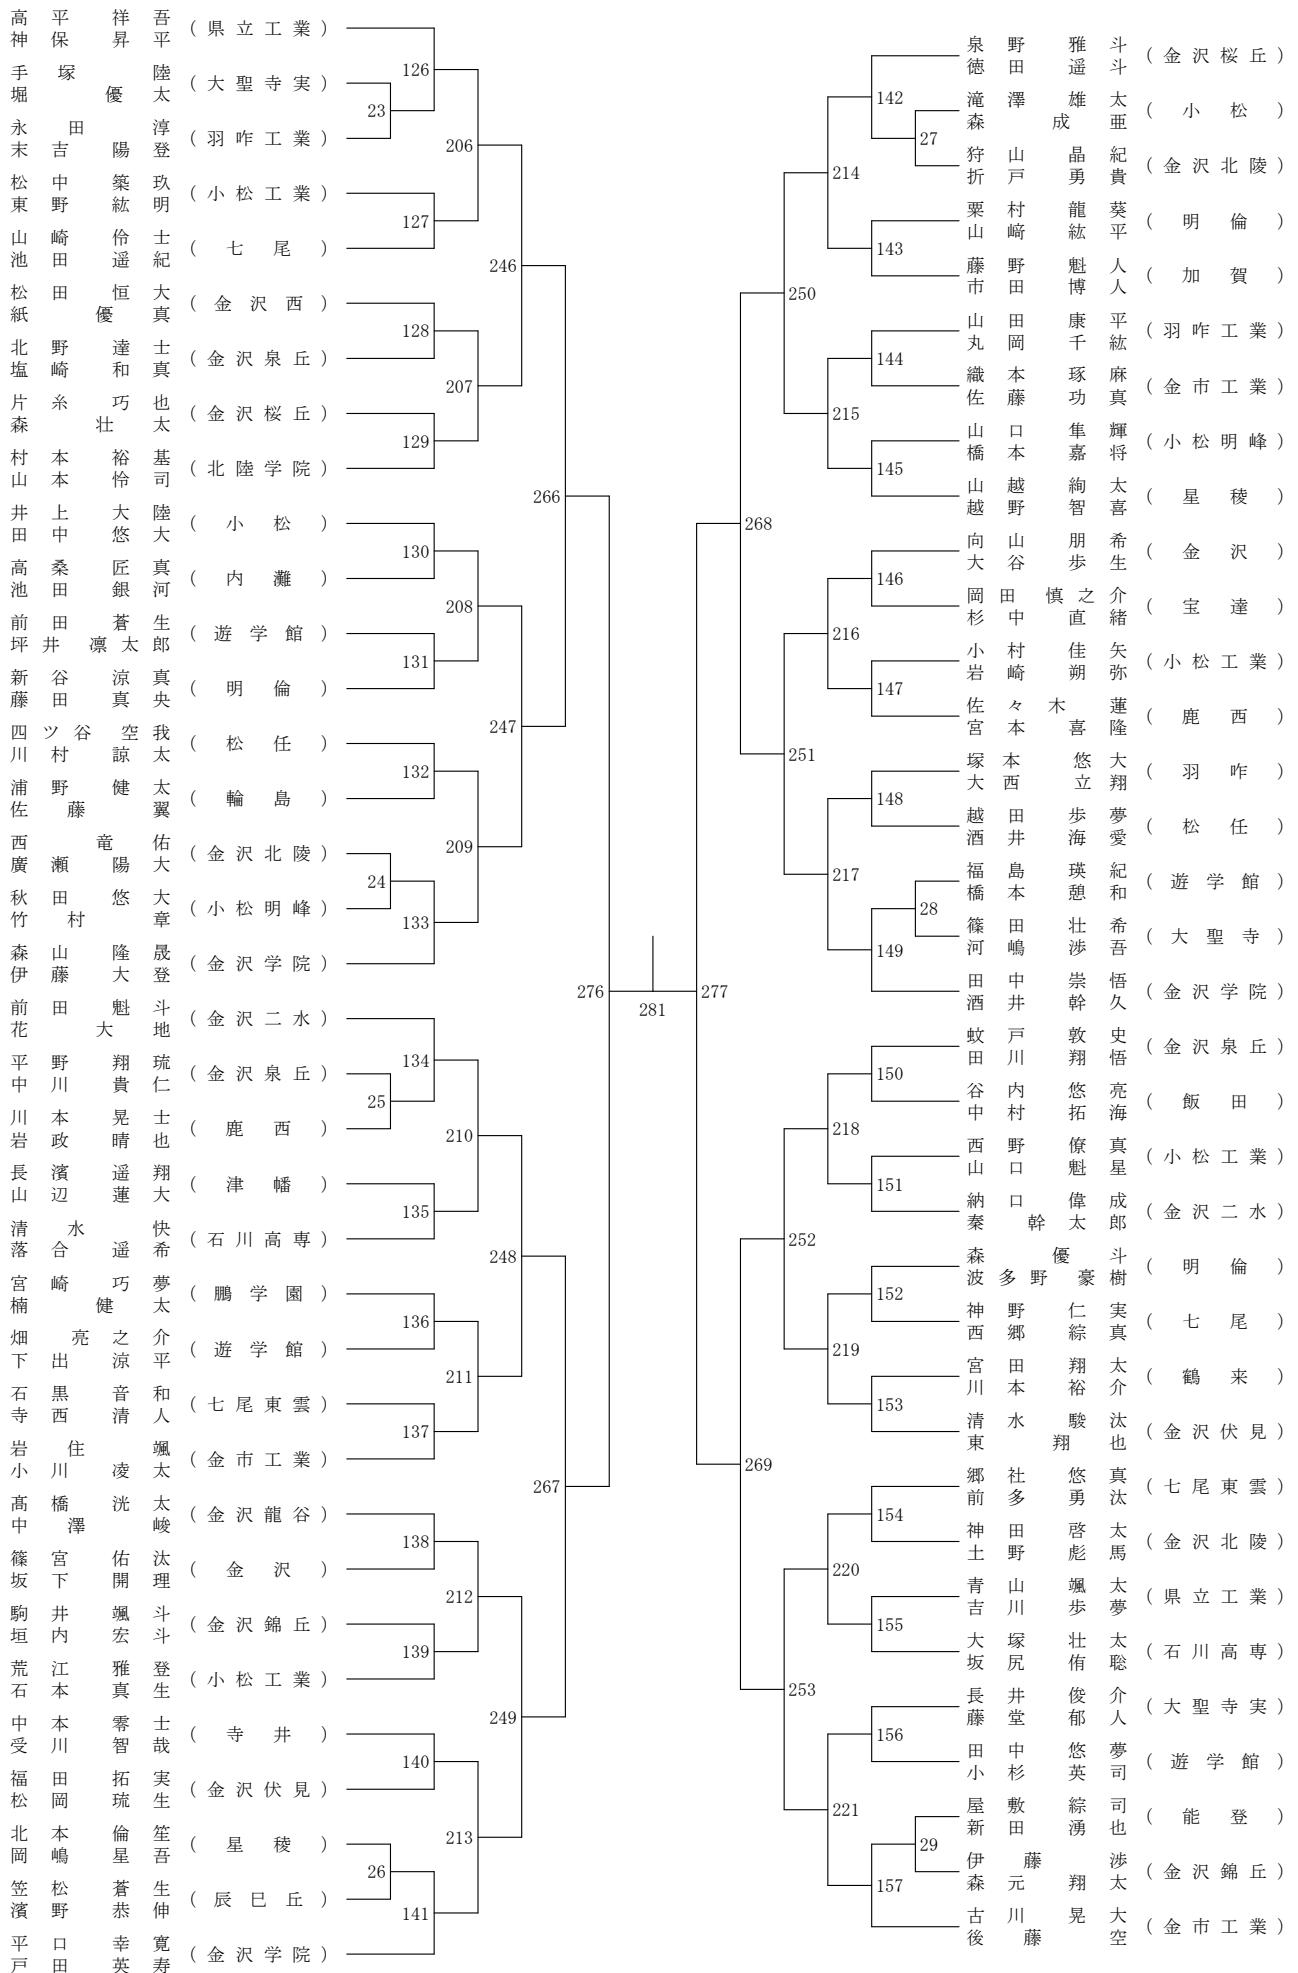 高平祥吾
神保昇平
(県立工業)
手塚陸
堀優太
(大聖寺実)
永田淳
末吉陽登
(羽咋工業)
松中築玖
東野紘明
(小松工業)
山崎伶士
池田遥紀
(七尾)
松田恒大
紙優真
(金沢西)
北野達士
塩崎和真
(金沢泉丘)
片糸巧也
森壮太
(金沢桜丘)
村本裕基
山本怜司
(北陸学院)
井上大陸
田中悠大
(小松)
高桑匠真
池田銀河
(内灘)
前田蒼生
坪井凛太郎
(遊学館)
新谷涼真
藤田真央
(明倫)
四ツ谷空我
川村諒太
(松任)
浦野健太
佐藤翼
(輪島)
西竜佑
廣瀬陽大
(金沢北陵)
秋田悠大
竹村章
(小松明峰)
森山隆晟
伊藤大登
(金沢学院)
前田魁斗
花大地
(金沢二水)
平野翔琉
中川貴仁
(金沢泉丘)
川本晃士
岩政晴也
(鹿西)
長濱遥翔
山辺蓮大
(津幡)
清水快
落合遥希
(石川高専)
宮崎巧夢
楠健太
(鵬学園)
畑亮之介
下出涼平
(遊学館)
石黒音和
寺西清人
(七尾東雲)
岩住颯
小川凌太
(金市工業)
髙橋洸太
中澤峻
(金沢龍谷)
篠宮佑汰
坂下開理
(金沢)
駒井颯斗
垣内宏斗
(金沢錦丘)
荒江雅登
石本真生
(小松工業)
中本零士
受川智哉
(寺井)
福田拓実
松岡琉生
(金沢伏見)
北本倫笙
岡嶋星吾
(星稜)
笠松蒼生
濱野恭伸
(辰巳丘)
平口幸寛
戸田英寿
(金沢学院)
23
24
25
26
126
127
128
129
130
131
132
133
134
135
136
137
138
139
140
141
206
207
208
209
210
211
212
213
246
247
248
249
266
267
276
281
277
268
269
250
251
252
253
214
215
216
217
218
219
220
221
142
143
144
145
146
147
148
149
150
151
152
153
154
155
156
157
27
28
29
泉野雅斗
徳田遥斗
(金沢桜丘)
滝澤雄太
森成亜
(小松)
狩山晶紀
折戸勇貴
(金沢北陵)
粟村龍葵
山﨑紘平
(明倫)
藤野魁人
市田博人
(加賀)
山田康平
丸岡千紘
(羽咋工業)
織本琢麻
佐藤功真
(金市工業)
山口隼輝
橋本嘉将
(小松明峰)
山越絢太
越野智喜
(星稜)
向山朋希
大谷歩生
(金沢)
岡田慎之介
杉中直緒
(宝達)
小村佳矢
岩崎朔弥
(小松工業)
佐々木蓮
宮本喜隆
(鹿西)
塚本悠大
大西立翔
(羽咋)
越田歩夢
酒井海愛
(松任)
福島瑛紀
橋本憩和
(遊学館)
篠田壮希
河嶋渉吾
(大聖寺)
田中崇悟
酒井幹久
(金沢学院)
蚊戸敦史
田川翔悟
(金沢泉丘)
谷内悠亮
中村拓海
(飯田)
西野僚真
山口魁星
(小松工業)
納口偉成
秦幹太郎
(金沢二水)
森優斗
波多野豪樹
(明倫)
神野仁実
西郷綜真
(七尾)
宮田翔太
川本裕介
(鶴来)
清水駿汰
東翔也
(金沢伏見)
郷社悠真
前多勇汰
(七尾東雲)
神田啓太
土野彪馬
(金沢北陵)
青山颯太
吉川歩夢
(県立工業)
大塚壮太
坂尻侑聡
(石川高専)
長井俊介
藤堂郁人
(大聖寺実)
田中悠夢
小杉英司
(遊学館)
屋敷綜司
新田湧也
(能登)
伊藤渉
森元翔太
(金沢錦丘)
古川晃大
後藤空
(金市工業)